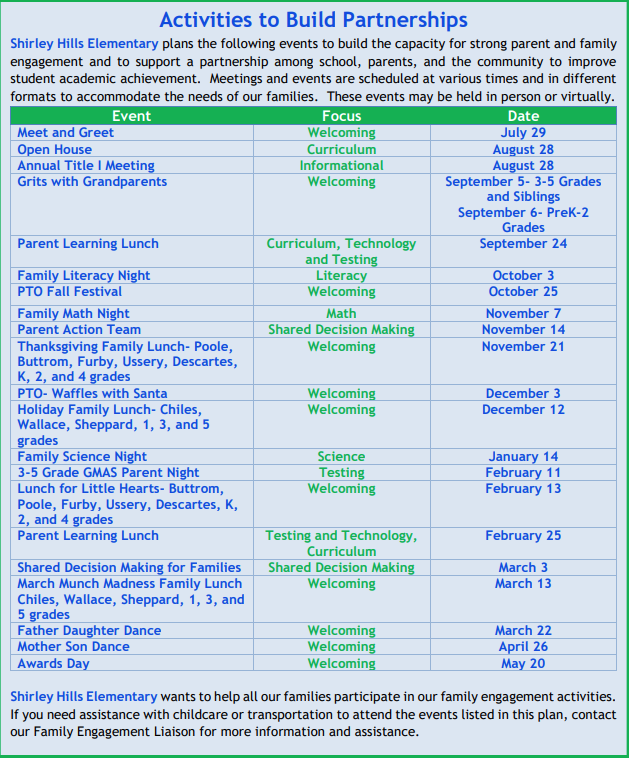 Activities to Build Partnerships
Shirley Hills Elementary plans the following events to build the capacity for strong parent and family
engagement and to support a partnership among school, parents, and the community to improve
student academic achievement. Meetings and events are scheduled at various times and in different
formats to accommodate the needs of our families. These events may be held in person or virtually.
Event Focus Date
Meet and Greet Welcoming July 29
Open House Curriculum August 28
Annual Title I Meeting Informational August 28
Grits with Grandparents Welcoming September 5- 3-5 Grades
and Siblings
September 6- PreK-2
Grades
Parent Learning Lunch Curriculum, Technology September 24
and Testing
Family Literacy Night Literacy October 3
PTO Fall Festival Welcoming October 25
Family Math Night Math November 7
Parent Action Team Shared Decision Making November 14
Thanksgiving Family Lunch- Poole, Welcoming November 21
Buttrom, Furby, Ussery, Descartes,
K, 2, and 4 grades
PTO- Waffles with Santa Welcoming December 3
Holiday Family Lunch- Chiles, Welcoming December 12
Wallace, Sheppard, 1, 3, and 5
grades
Family Science Night Science January 14
3-5 Grade GMAS Parent Night Testing February 11
Lunch for Little Hearts- Buttrom, Welcoming February 13
Poole, Furby, Ussery, Descartes, K,
2, and 4 grades
Parent Learning Lunch Testing and Technology, February 25
Curriculum
Shared Decision Making for Families Shared Decision Making March 3
March Munch Madness Family Lunch Welcoming March 13
Chiles, Wallace, Sheppard, 1, 3, and
5 grades
Father Daughter Dance Welcoming March 22
Mother Son Dance Welcoming April 26
Awards Day Welcoming May 20
Shirley Hills Elementary wants to help all our families participate in our family engagement activities.
If you need assistance with childcare or transportation to attend the events listed in this plan, contact
our Family Engagement Liaison for more information and assistance.